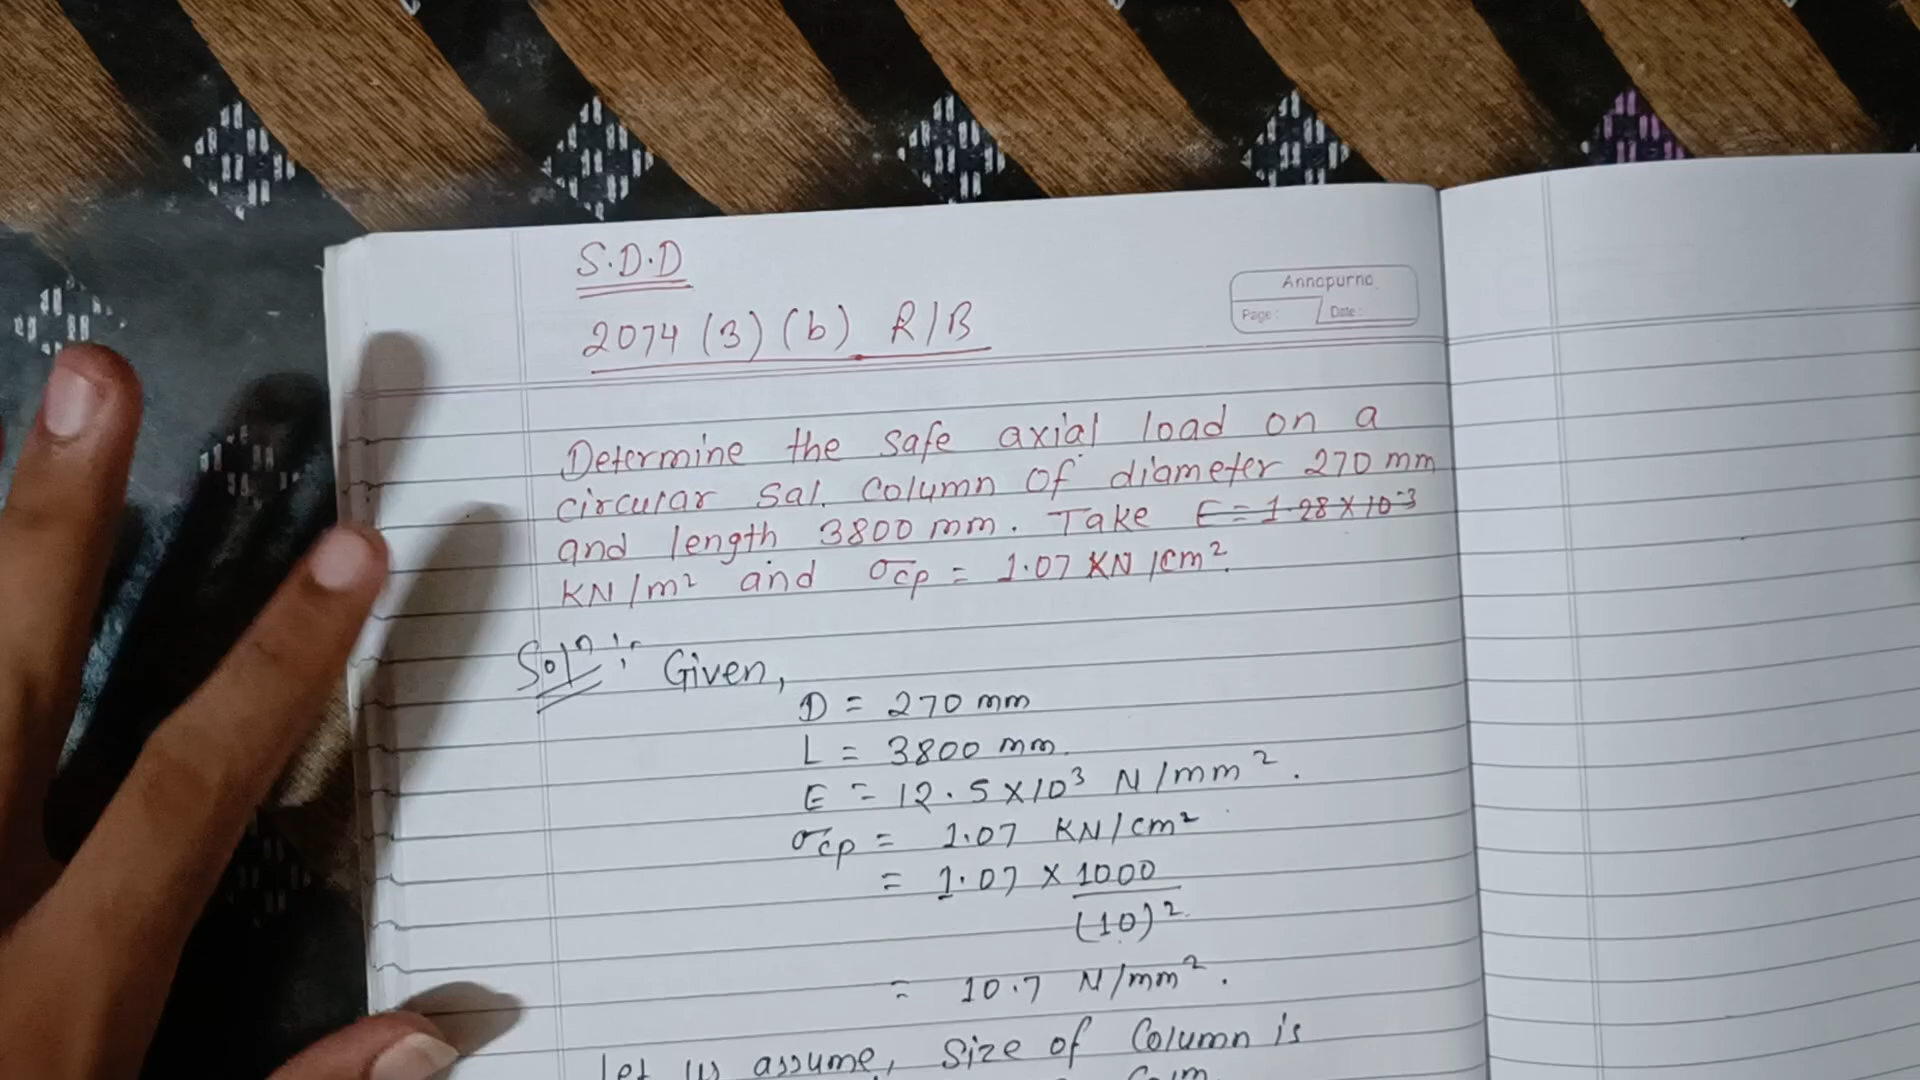 S.D.D
2074 (3) (b) R/B
Annapurna
Page: Date:
Determine the safe axial load on a
circular sal. column of diameter 270 mm
and length 3800 mm. Take E = 1.28 × 10⁻³
KN/m² and σcp = 1.07 KN/cm².
Solⁿ: Given,
D = 270 mm
L = 3800 mm.
E = 12.5 × 10³ N/mm².
σcp = 1.07 KN/cm²
= 1.07 × 1000
(10)².
= 10.7 N/mm².
let us assume, size of column is